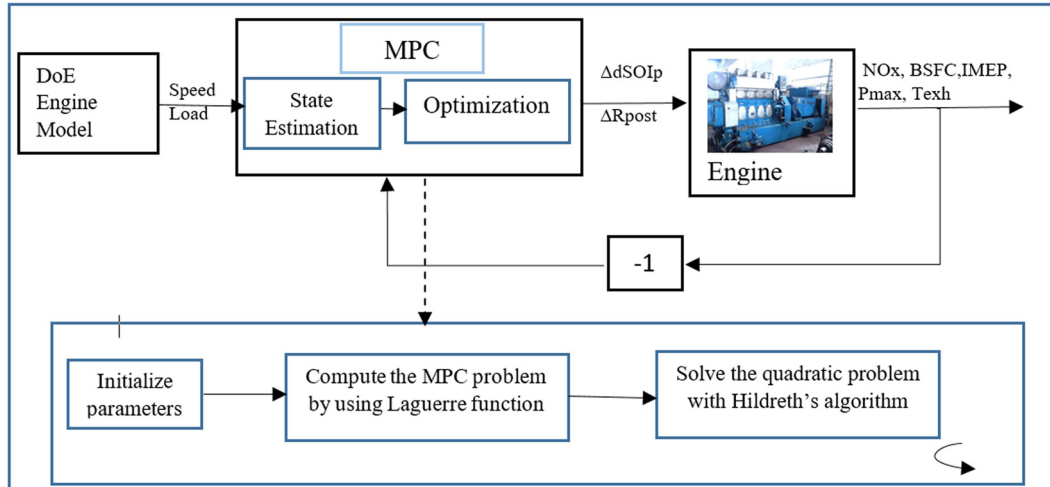 DoE
Engine
Model
Speed
Load
MPC
State
Estimation
Optimization
ΔdSOIp
ΔRpost
Engine
NOx, BSFC,IMEP,
Pmax, Texh
-1
Initialize
parameters
Compute the MPC problem
by using Laguerre function
Solve the quadratic problem
with Hildreth’s algorithm